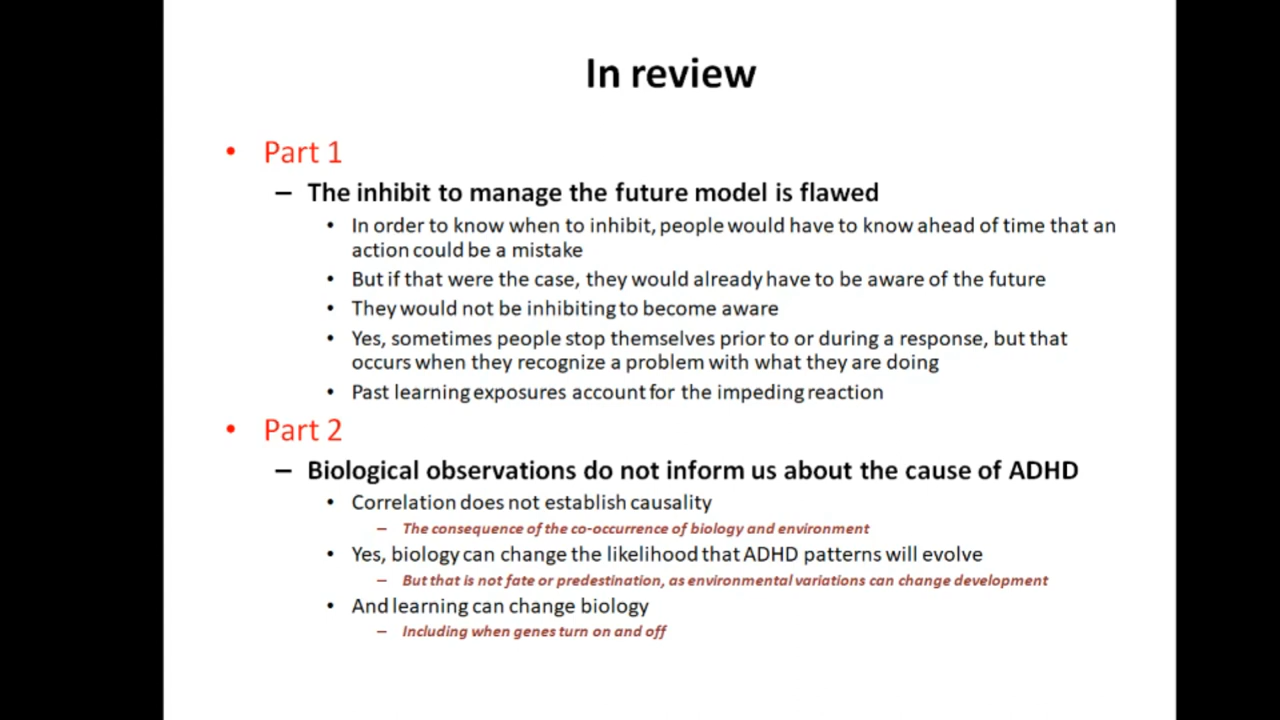 In review
• Part 1
– The inhibit to manage the future model is flawed
• In order to know when to inhibit, people would have to know ahead of time that an
action could be a mistake
• But if that were the case, they would already have to be aware of the future
• They would not be inhibiting to become aware
• Yes, sometimes people stop themselves prior to or during a response, but that
occurs when they recognize a problem with what they are doing
• Past learning exposures account for the impeding reaction
• Part 2
– Biological observations do not inform us about the cause of ADHD
• Correlation does not establish causality
– The consequence of the co-occurrence of biology and environment
• Yes, biology can change the likelihood that ADHD patterns will evolve
– But that is not fate or predestination, as environmental variations can change development
• And learning can change biology
– Including when genes turn on and off